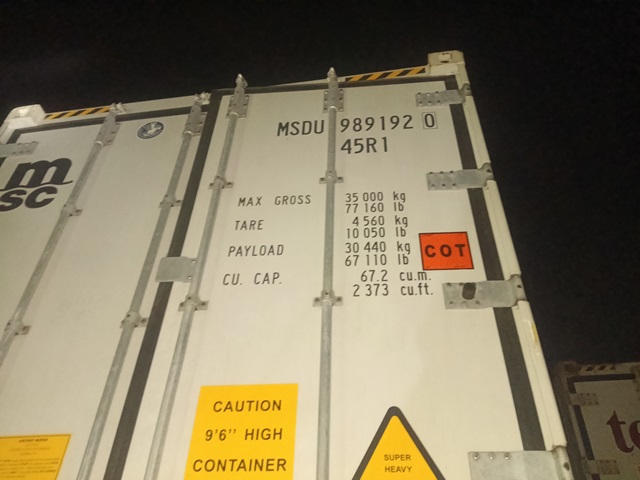 m
SC
MSDU 989192 0
45R1
MAX GROSS 35 000 kg
77 160 lb
TARE 4 560 kg
10 050 lb
PAYLOAD 30 440 kg
67 110 lb
COT
CU. CAP. 67.2 cu.m.
2 373 cu.ft.
CAUTION
9'6" HIGH
CONTAINER
SUPER
HEAVY
te